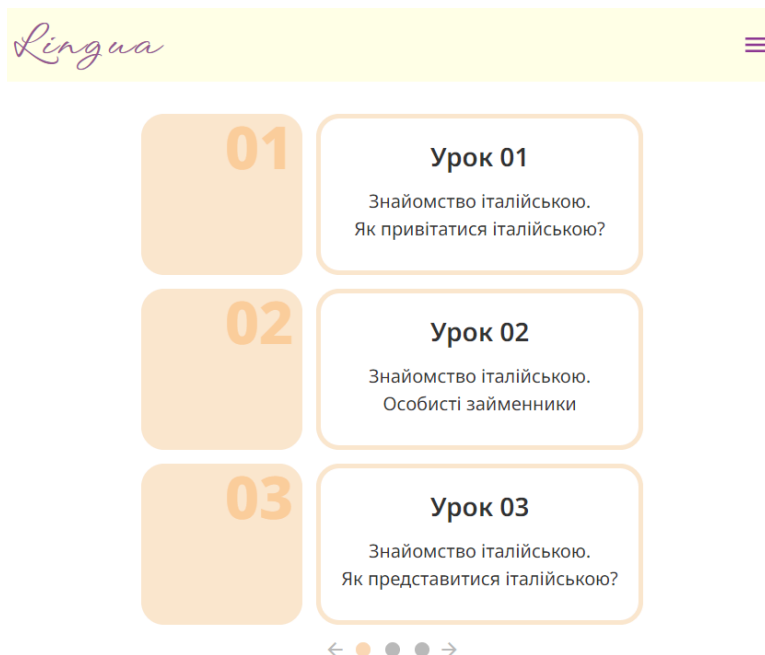 Lingua
01
Урок 01
Знайомство італійською.
Як привітатися італійською?
02
Урок 02
Знайомство італійською.
Особисті займенники
03
Урок 03
Знайомство італійською.
Як представитися італійською?